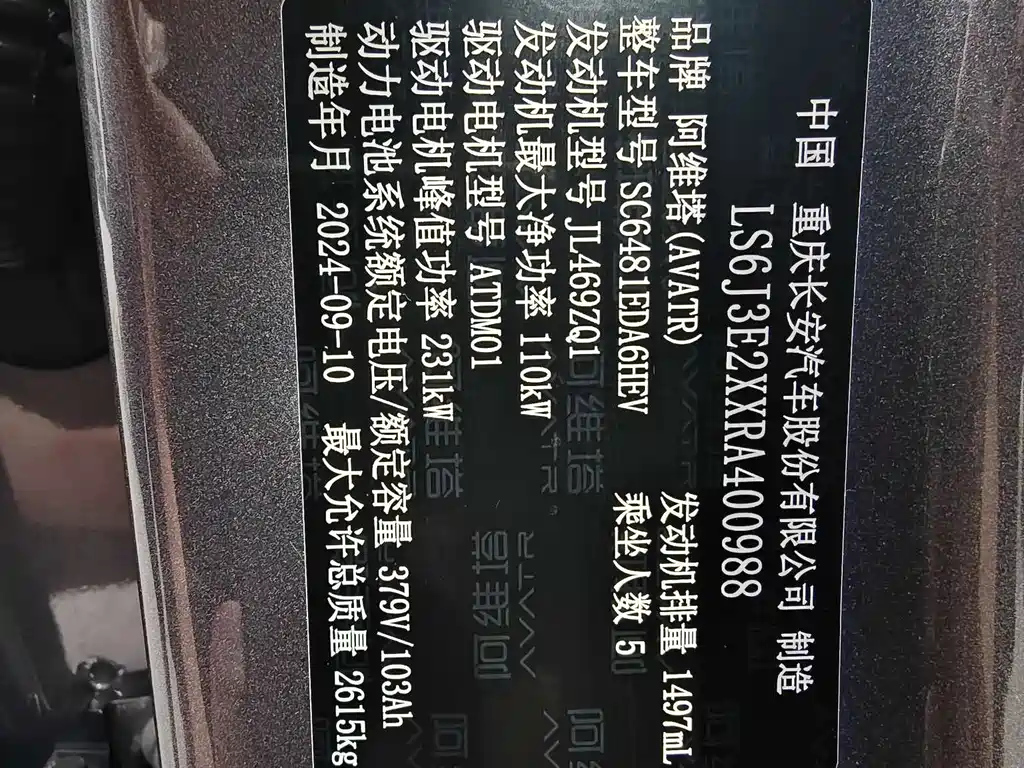 中国 重庆长安汽车股份有限公司 制造
LS6J3E2XXRA400988
品牌 阿维塔(AVATR) 发动机排量 1497mL
整车型号 SC6481EDA6HEV 乘坐人数 5
发动机型号 JL469ZQ1
发动机最大净功率 110kW
驱动电机型号 ATDM01
驱动电机峰值功率 231kW
动力电池系统额定电压/额定容量 379V/103Ah
制造年月 2024-09-10 最大允许总质量 2615kg
阿维塔
AVATR